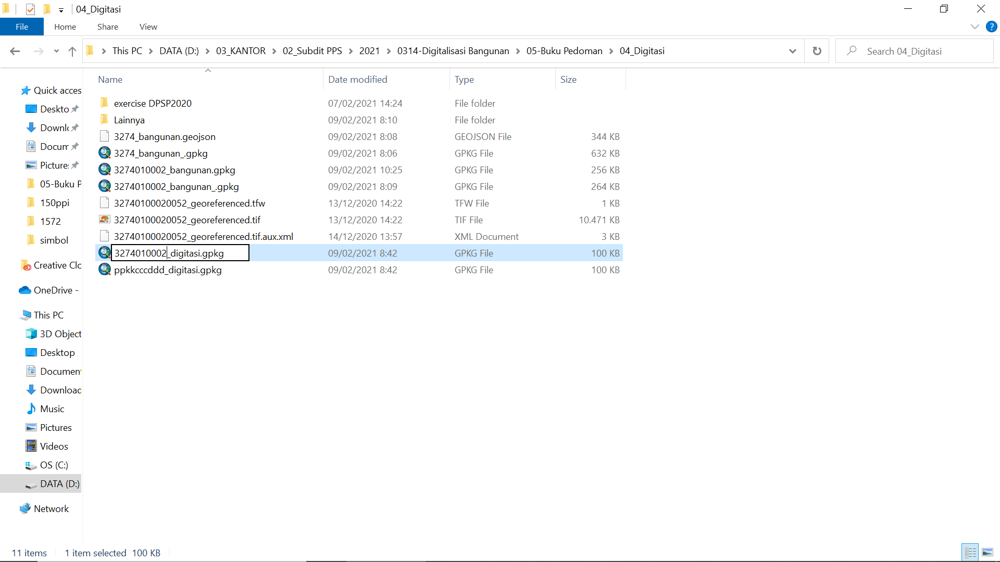 04_Digitasi
File Home Share View
This PC DATA (D:) 03_KANTOR 02_Subdit PPS 2021 0314-Digitalisasi Bangunan 05-Buku Pedoman 04_Digitasi Search 04_Digitasi
Name Date modified Type Size
Quick acces
Deskto
Downl
Docum
Picture
05-Buku P
150ppi
1572
simbol
Creative Clo
OneDrive -
This PC
3D Object
Desktop
Document
Download
Music
Pictures
Videos
OS (C:)
DATA (D:)
Network
exercise DPSP2020 07/02/2021 14:24 File folder
Lainnya 09/02/2021 8:10 File folder
3274_bangunan.geojson 09/02/2021 8:08 GEOJSON File 344 KB
3274_bangunan_.gpkg 09/02/2021 8:06 GPKG File 632 KB
3274010002_bangunan.gpkg 09/02/2021 10:25 GPKG File 256 KB
3274010002_bangunan_.gpkg 09/02/2021 8:09 GPKG File 264 KB
32740100020052_georeferenced.tfw 13/12/2020 14:22 TFW File 1 KB
32740100020052_georeferenced.tif 13/12/2020 14:22 TIF File 10.471 KB
32740100020052_georeferenced.tif.aux.xml 14/12/2020 13:57 XML Document 3 KB
3274010002_digitasi.gpkg 09/02/2021 8:42 GPKG File 100 KB
ppkkcccddd_digitasi.gpkg 09/02/2021 8:42 GPKG File 100 KB
11 items 1 item selected 100 KB